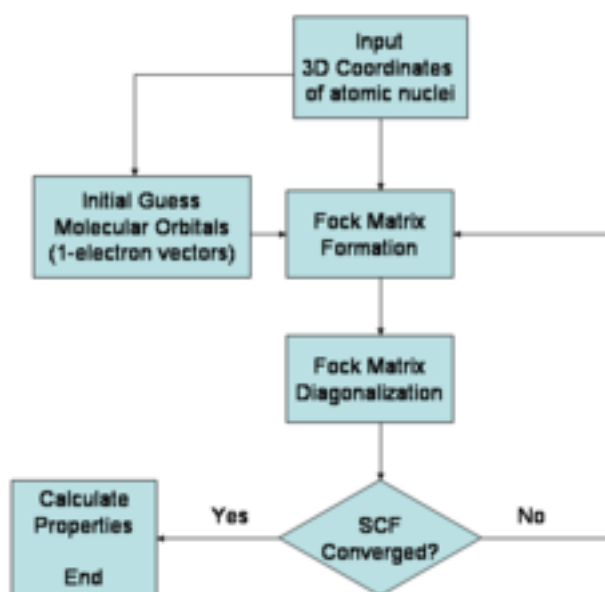 Input
3D Coordinates
of atomic nuclei
Initial Guess
Molecular Orbitals
(1-electron vectors)
Fock Matrix
Formation
Fock Matrix
Diagonalization
SCF
Converged?
Yes
No
Calculate
Properties
End